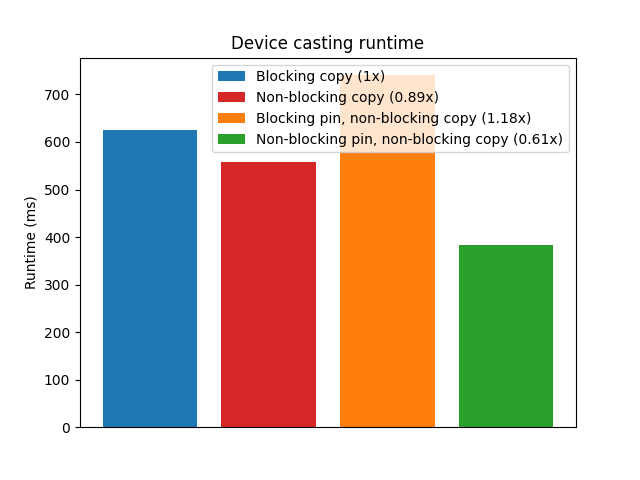 Device casting runtime
Blocking copy (1x)
Non-blocking copy (0.89x)
Blocking pin, non-blocking copy (1.18x)
Non-blocking pin, non-blocking copy (0.61x)
Runtime (ms)
700
600
500
400
300
200
100
0